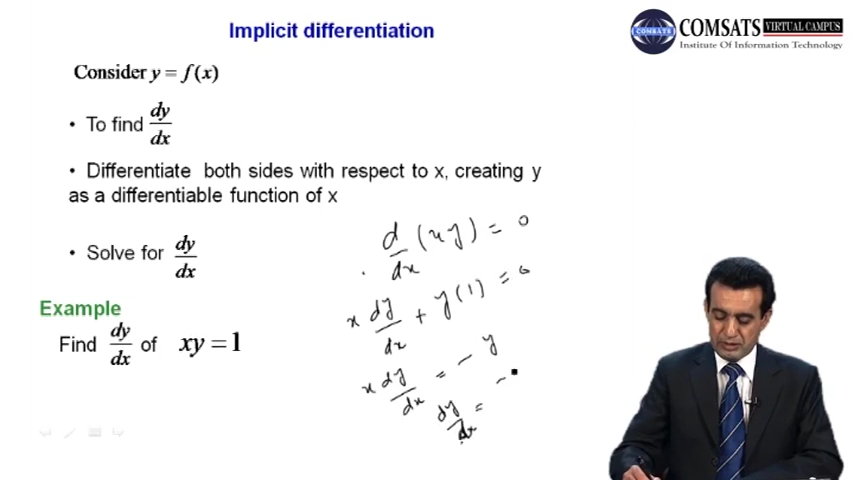 Implicit differentiation
COMSATS
COMSATS VIRTUAL CAMPUS
Institute Of Information Technology
Consider y = f(x)
• To find dy/dx
• Differentiate both sides with respect to x, creating y
as a differentiable function of x
• Solve for dy/dx
d/dx (xy) = 0
x dy/dx + y(1) = 0
x dy/dx = - y
dy/dx = -
Example
Find dy/dx of xy = 1